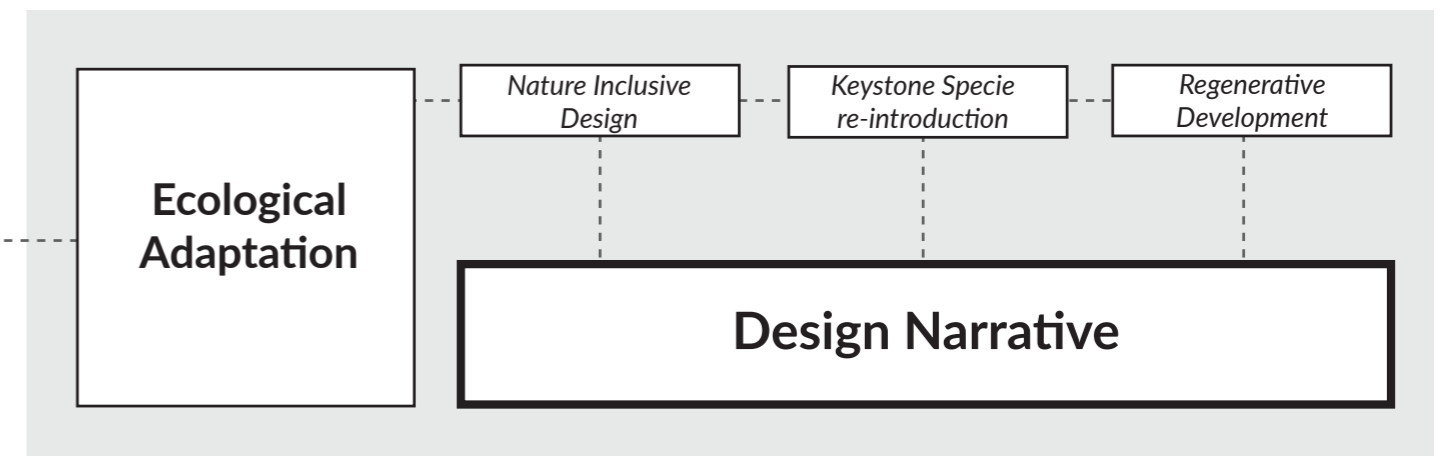 Ecological
Adaptation
Nature Inclusive
Design
Keystone Specie
re-introduction
Regenerative
Development
Design Narrative